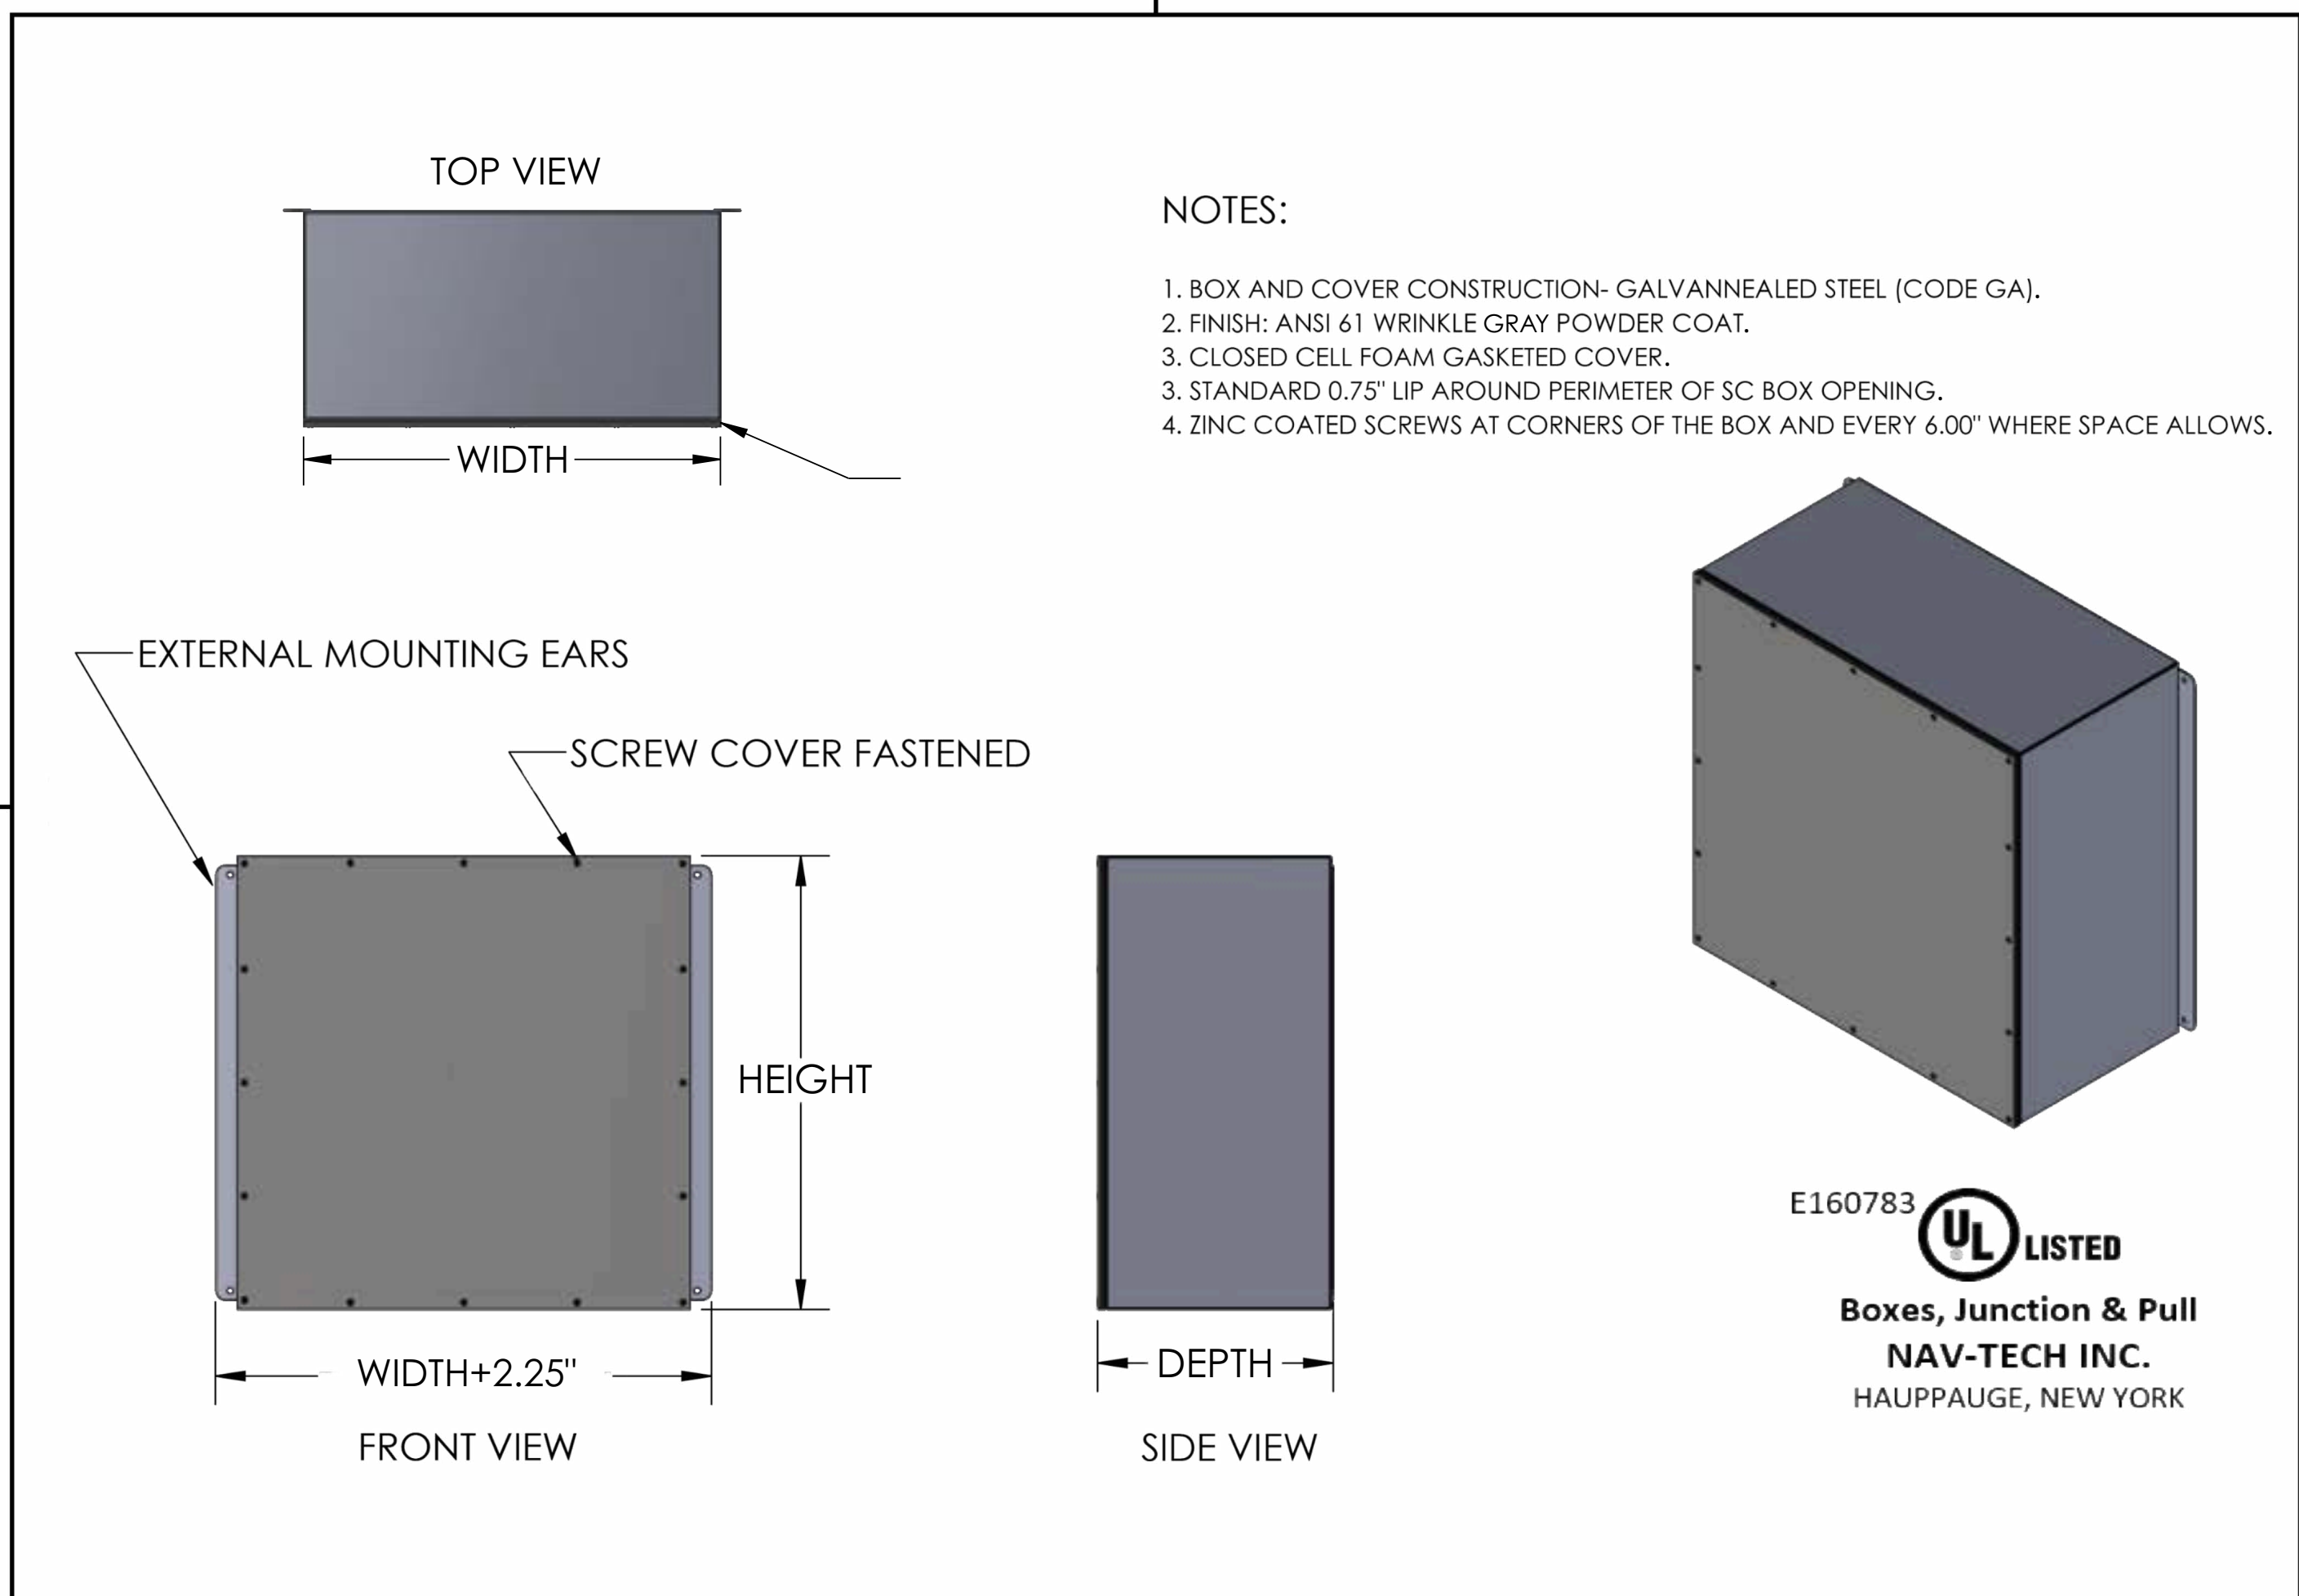 TOP VIEW
WIDTH
NOTES:
1. BOX AND COVER CONSTRUCTION- GALVANNEALED STEEL (CODE GA).
2. FINISH: ANSI 61 WRINKLE GRAY POWDER COAT.
3. CLOSED CELL FOAM GASKETED COVER.
3. STANDARD 0.75" LIP AROUND PERIMETER OF SC BOX OPENING.
4. ZINC COATED SCREWS AT CORNERS OF THE BOX AND EVERY 6.00" WHERE SPACE ALLOWS.
EXTERNAL MOUNTING EARS
SCREW COVER FASTENED
HEIGHT
WIDTH+2.25"
FRONT VIEW
DEPTH
SIDE VIEW
E160783
UL LISTED
Boxes, Junction & Pull
NAV-TECH INC.
HAUPPAUGE, NEW YORK